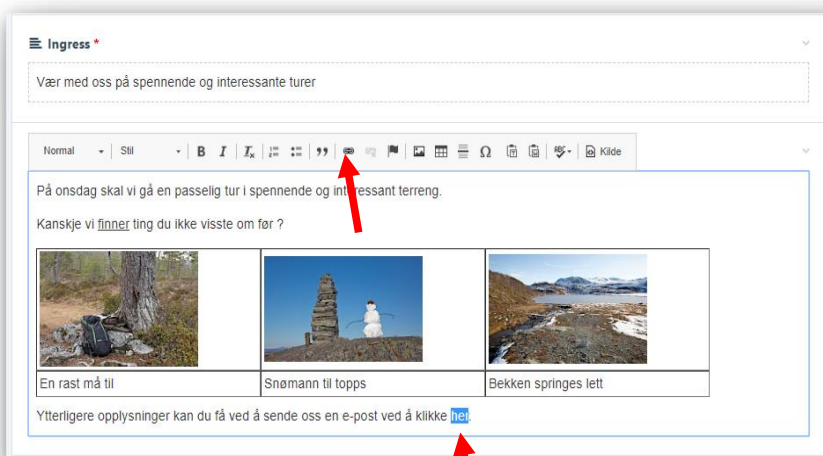 Ingress *
Vær med oss på spennende og interessante turer
Normal Stil B I Ix Ω Kilde
På onsdag skal vi gå en passelig tur i spennende og interessant terreng.
Kanskje vi finner ting du ikke visste om før ?
En rast må til Snømann til topps Bekken springes lett
Ytterligere opplysninger kan du få ved å sende oss en e-post ved å klikke her.